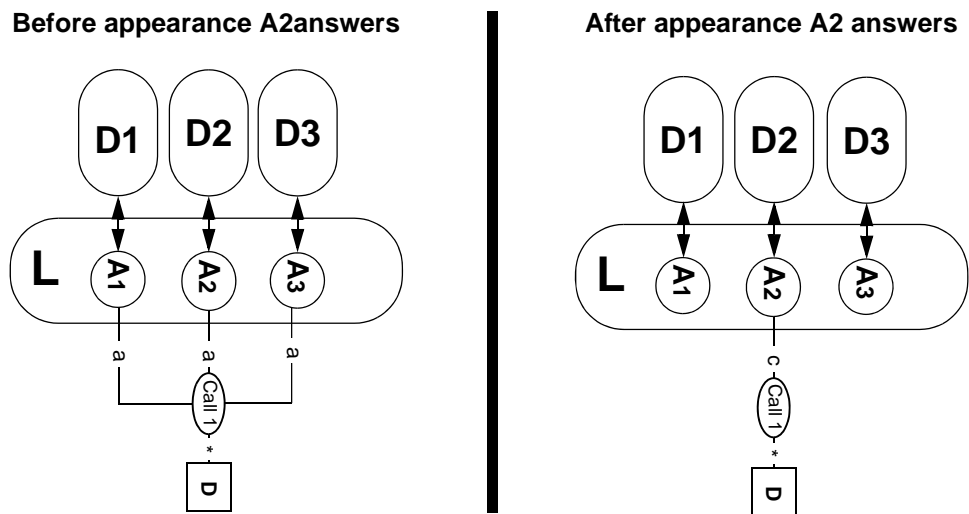 Before appearance A2answers
D1 D2 D3
L A1 A2 A3
a a a
Call 1
*
D
After appearance A2 answers
D1 D2 D3
L A1 A2 A3
c
Call 1
*
D